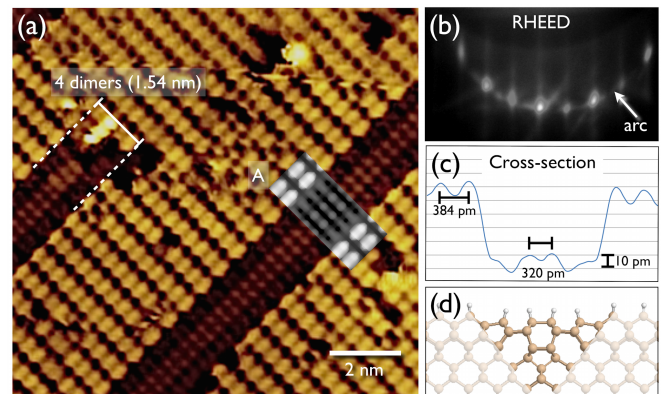 (a)
4 dimers (1.54 nm)
A
2 nm
(b)
RHEED
arc
(c)
Cross-section
384 pm
320 pm
10 pm
(d)